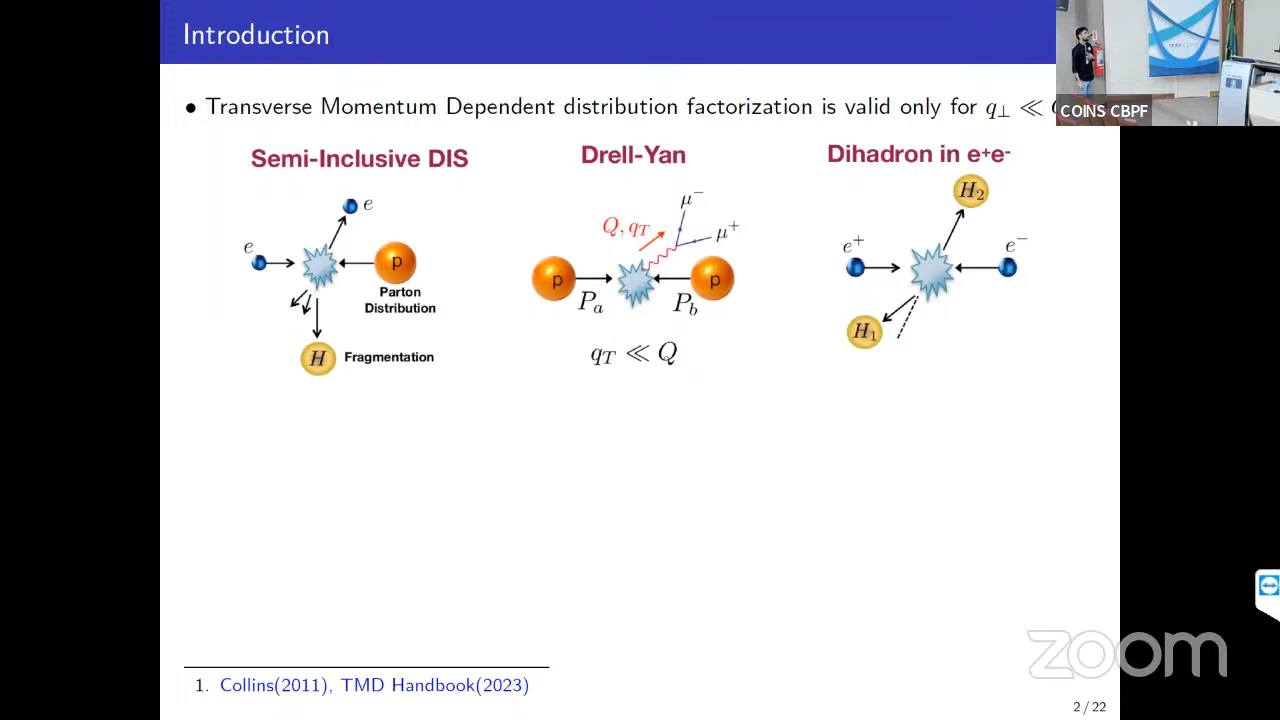 Introduction
• Transverse Momentum Dependent distribution factorization is valid only for q⊥ ≪
COINS CBPF
Semi-Inclusive DIS
Drell-Yan
Dihadron in e+e-
e
e
p
Parton
Distribution
H
Fragmentation
Q, qT
μ−
μ+
p
p
Pa
Pb
qT ≪ Q
H2
e+
e−
H1
1. Collins(2011), TMD Handbook(2023)
zoom
2 / 22